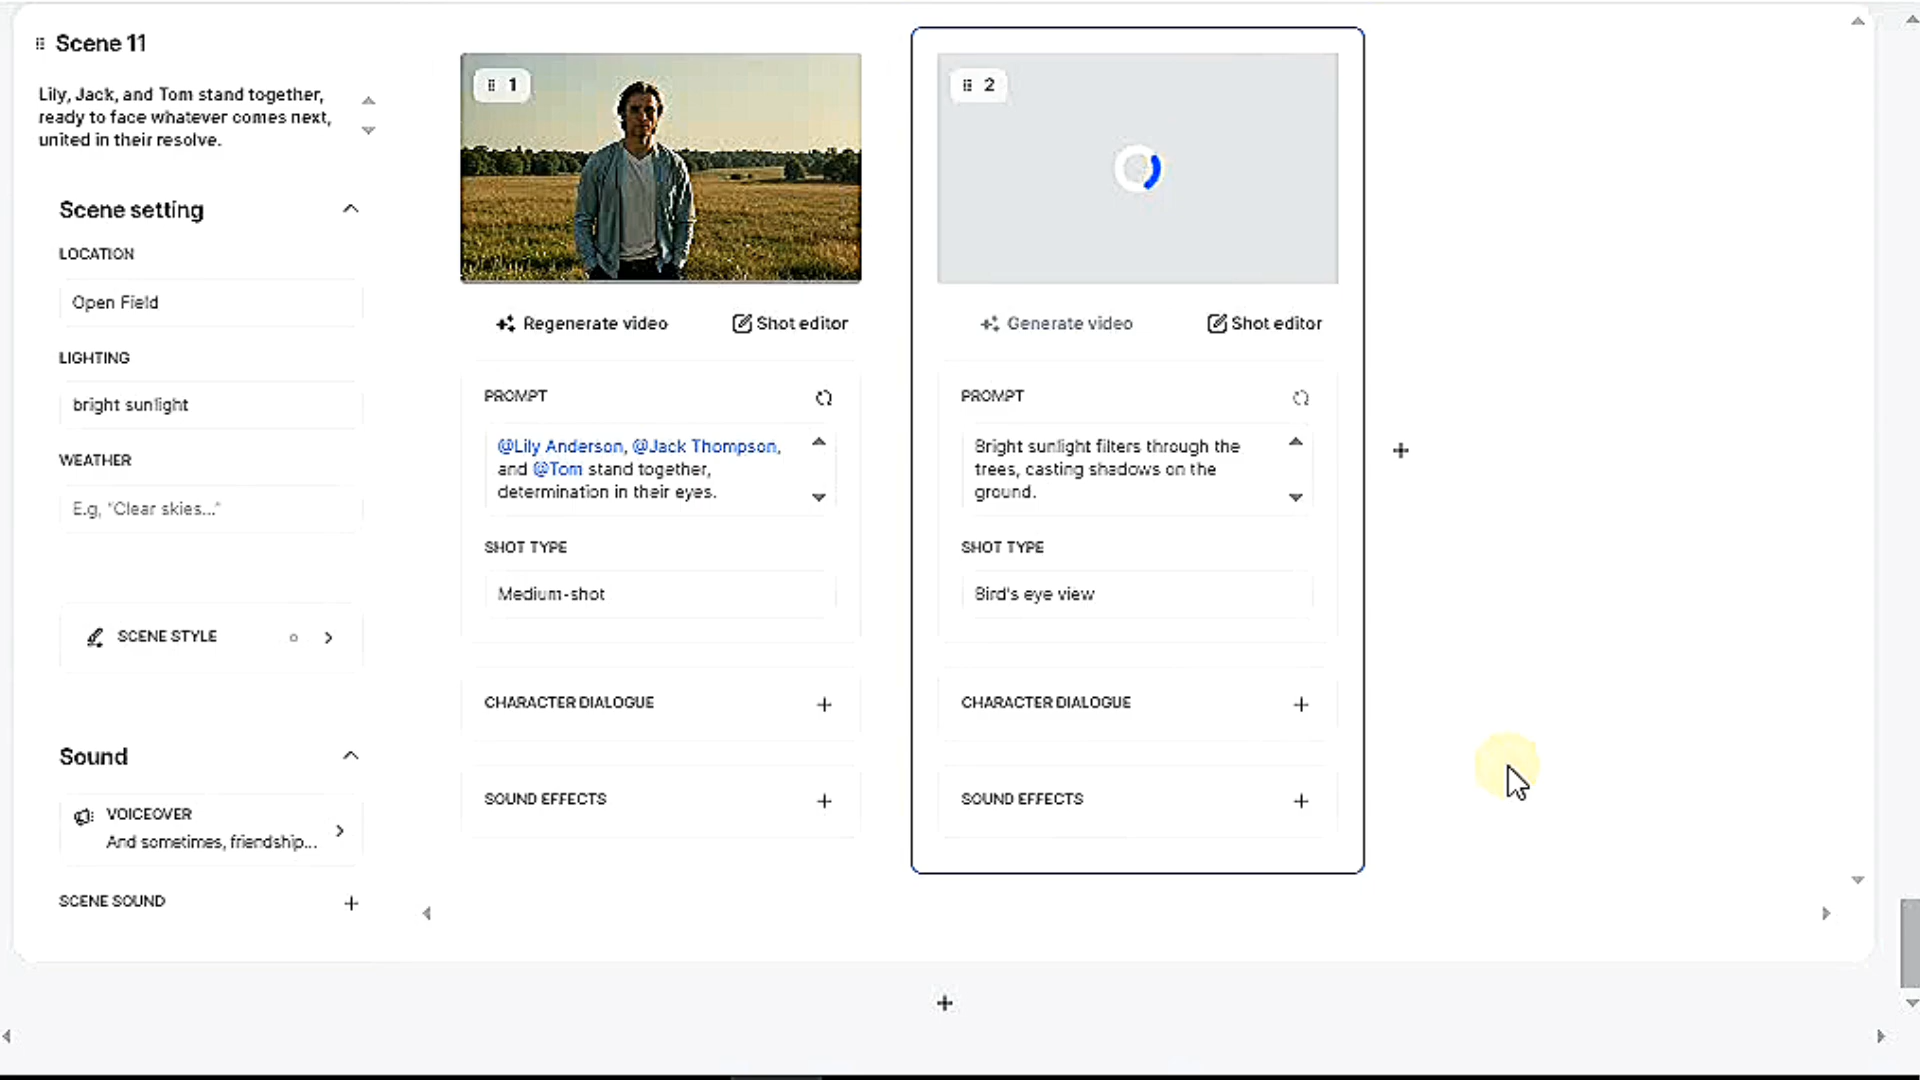 Scene 11
Lily, Jack, and Tom stand together,
ready to face whatever comes next,
united in their resolve.
Scene setting
LOCATION
Open Field
LIGHTING
bright sunlight
WEATHER
E.g, "Clear skies..."
SCENE STYLE
Sound
VOICEOVER
And sometimes, friendship...
SCENE SOUND
1
Regenerate video
Shot editor
PROMPT
@Lily Anderson, @Jack Thompson,
and @Tom stand together,
determination in their eyes.
SHOT TYPE
Medium-shot
CHARACTER DIALOGUE
SOUND EFFECTS
2
Generate video
Shot editor
PROMPT
Bright sunlight filters through the
trees, casting shadows on the
ground.
SHOT TYPE
Bird's eye view
CHARACTER DIALOGUE
SOUND EFFECTS